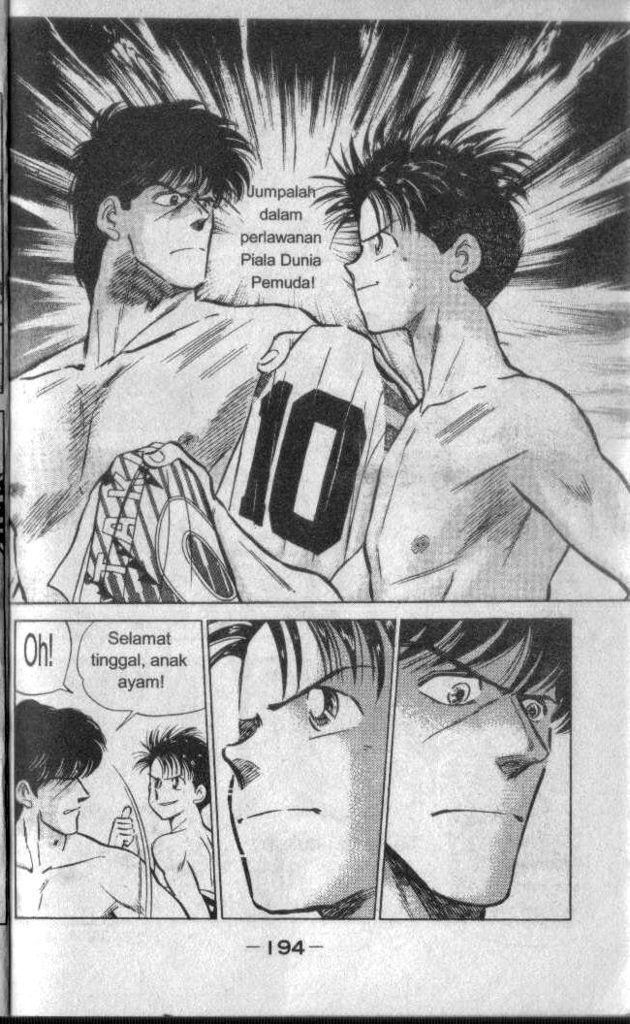 Jumpalah
dalam
perlawanan
Piala Dunia
Pemuda!
10
Oh!
Selamat
tinggal, anak
ayam!
-194-